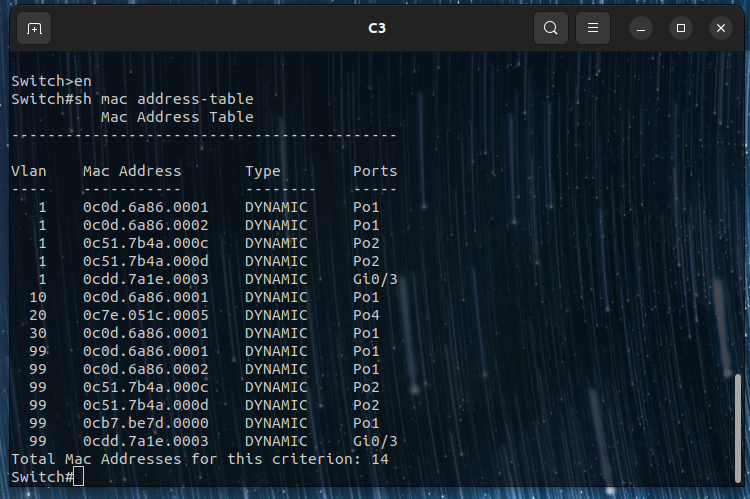 C3
Switch>en
Switch#sh mac address-table
          Mac Address Table
-------------------------------------------
Vlan    Mac Address       Type        Ports
----    -----------       --------    -----
   1    0c0d.6a86.0001    DYNAMIC     Po1
   1    0c0d.6a86.0002    DYNAMIC     Po1
   1    0c51.7b4a.000c    DYNAMIC     Po2
   1    0c51.7b4a.000d    DYNAMIC     Po2
   1    0cdd.7a1e.0003    DYNAMIC     Gi0/3
  10    0c0d.6a86.0001    DYNAMIC     Po1
  20    0c7e.051c.0005    DYNAMIC     Po4
  30    0c0d.6a86.0001    DYNAMIC     Po1
  99    0c0d.6a86.0001    DYNAMIC     Po1
  99    0c0d.6a86.0002    DYNAMIC     Po1
  99    0c51.7b4a.000c    DYNAMIC     Po2
  99    0c51.7b4a.000d    DYNAMIC     Po2
  99    0cb7.be7d.0000    DYNAMIC     Po1
  99    0cdd.7a1e.0003    DYNAMIC     Gi0/3
Total Mac Addresses for this criterion: 14
Switch#